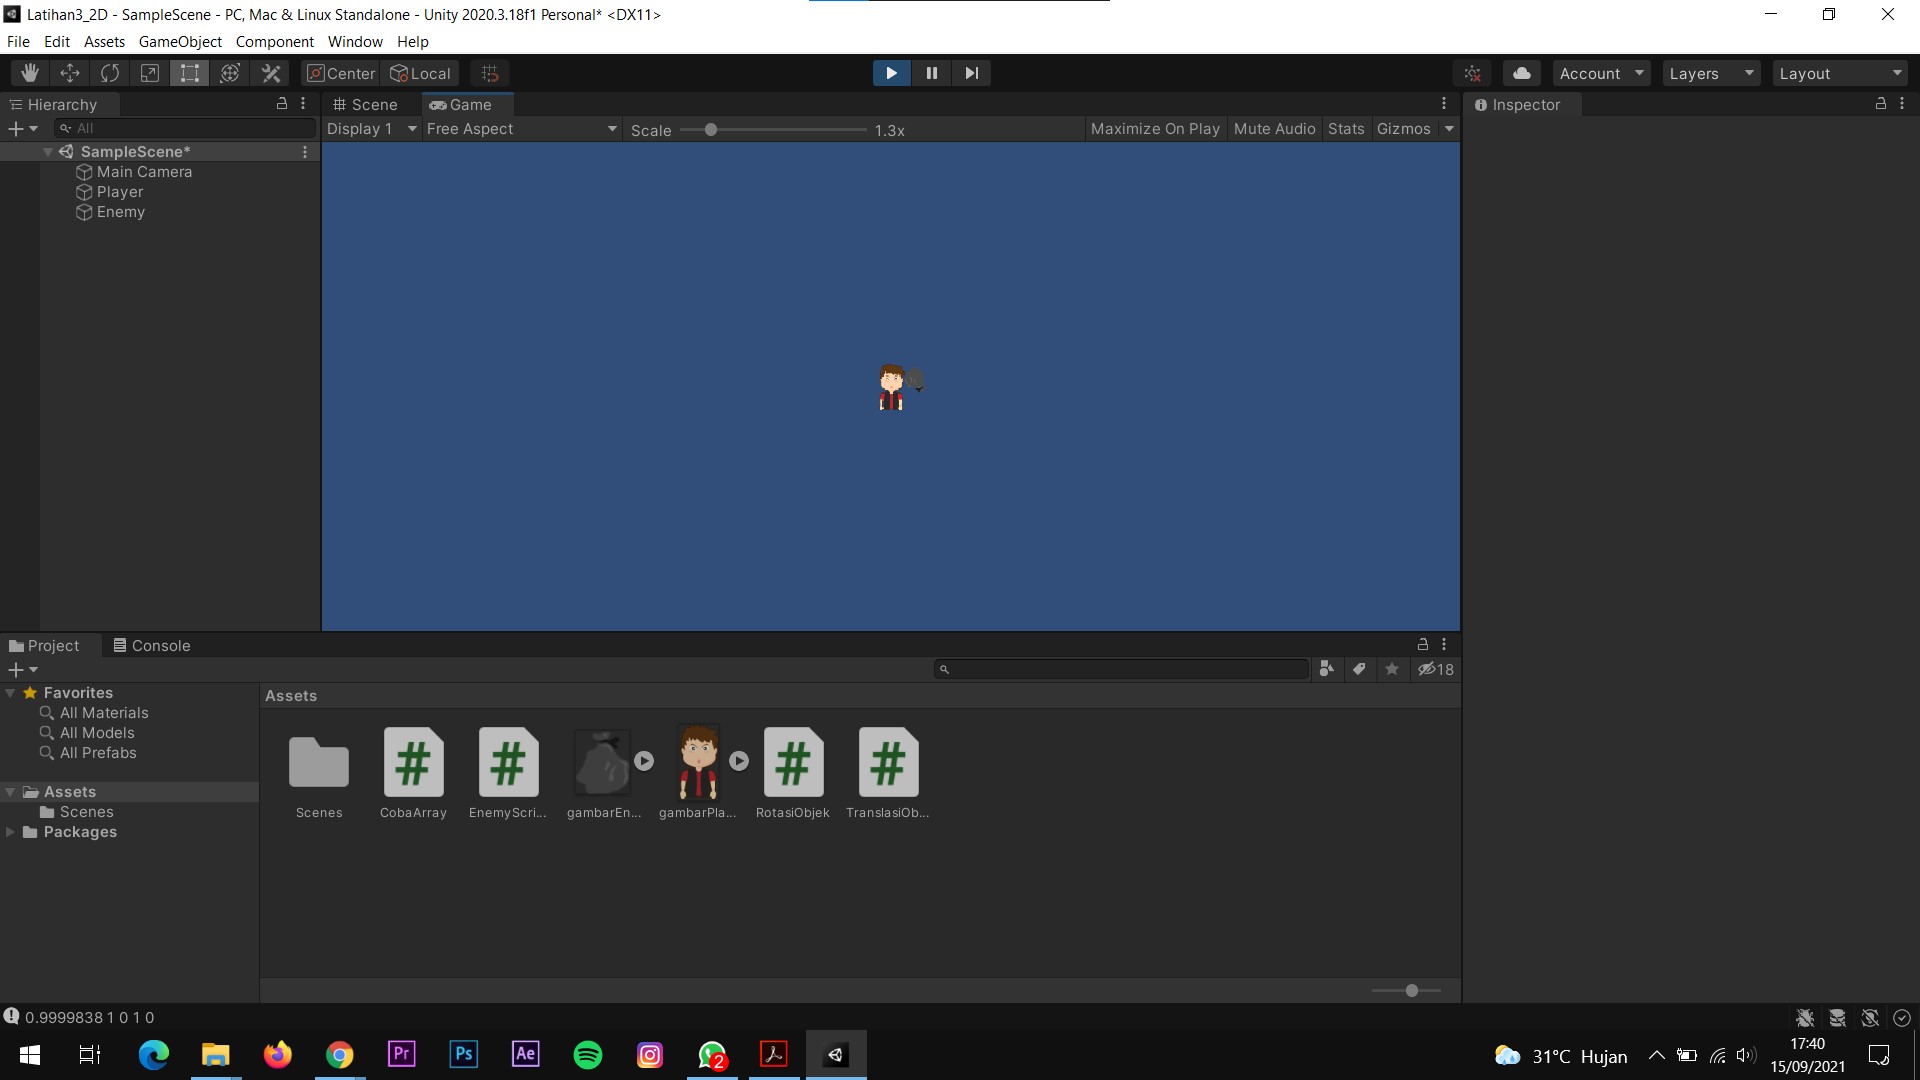 Latihan3_2D - SampleScene - PC, Mac & Linux Standalone - Unity 2020.3.18f1 Personal* <DX11>
File Edit Assets GameObject Component Window Help
Center Local Account Layers Layout
Hierarchy Scene Game Inspector
All Display 1 Free Aspect Scale 1.3x Maximize On Play Mute Audio Stats Gizmos
SampleScene*
Main Camera
Player
Enemy
Project Console
18
Favorites Assets
All Materials
All Models
All Prefabs
Assets
Scenes
Packages
Scenes CobaArray EnemyScri... gambarEn... gambarPla... RotasiObjek TranslasiOb...
0.9999838 1 0 1 0
Pr Ps Ae 2 31°C Hujan 17:40
15/09/2021